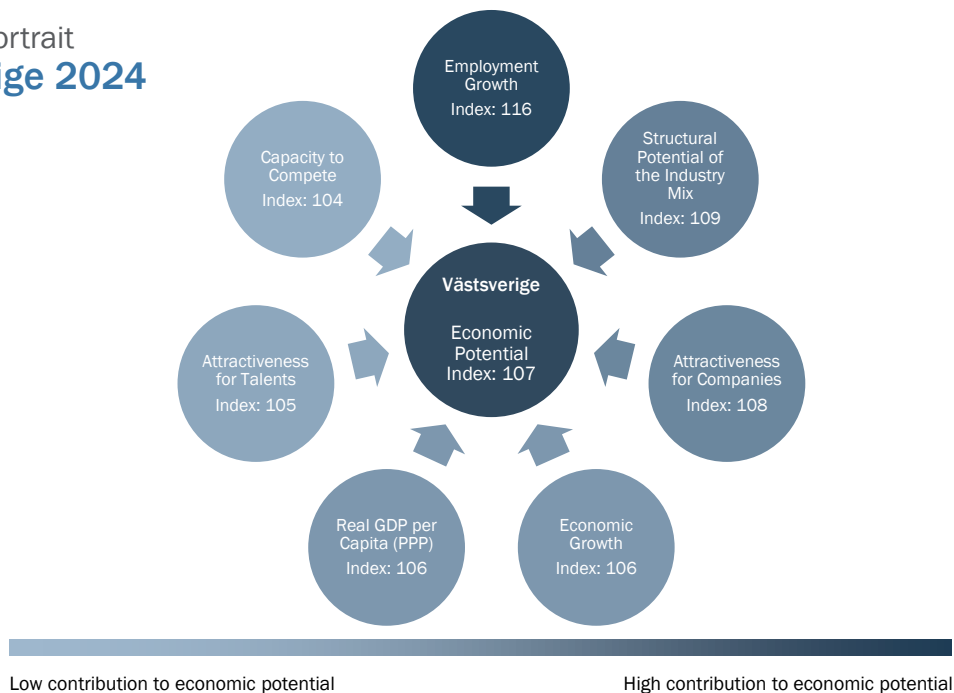 ortrait
ige 2024
Employment
Growth
Index: 116
Structural
Potential of
the Industry
Mix
Index: 109
Attractiveness
for Companies
Index: 108
Economic
Growth
Index: 106
Real GDP per
Capita (PPP)
Index: 106
Attractiveness
for Talents
Index: 105
Capacity to
Compete
Index: 104
Västsverige
Economic
Potential
Index: 107
Low contribution to economic potential
High contribution to economic potential